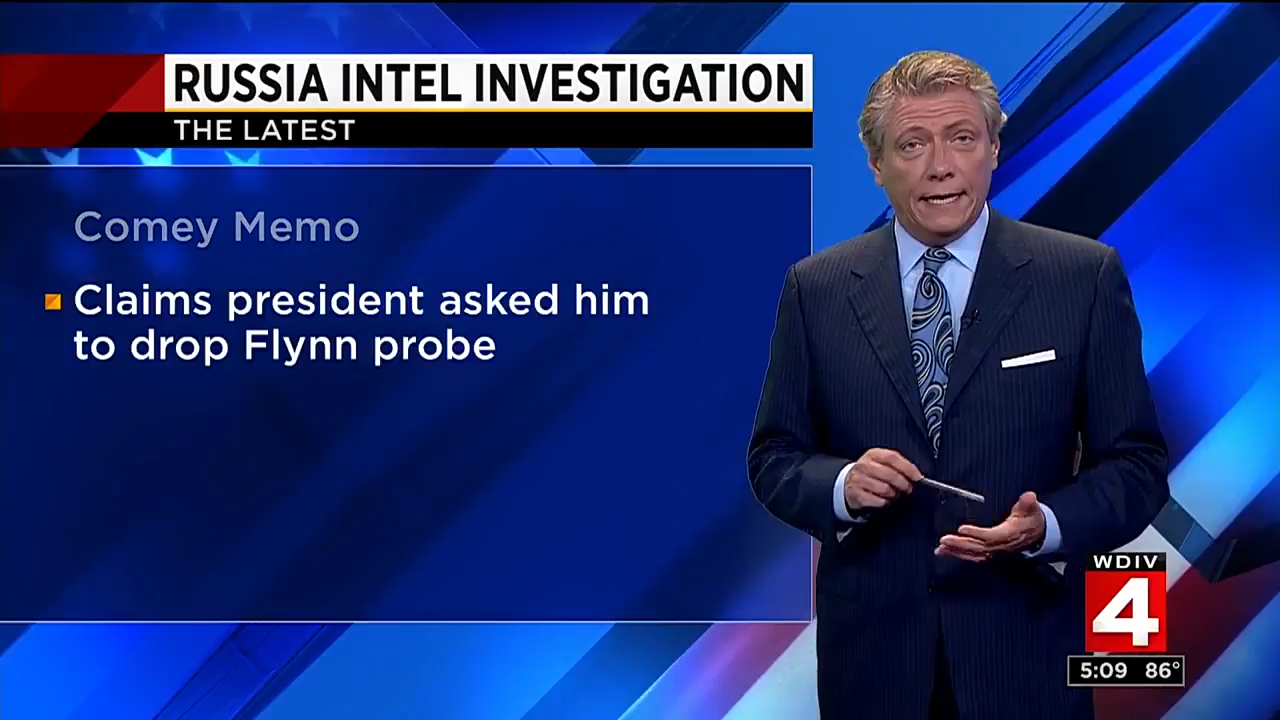 RUSSIA INTEL INVESTIGATION
THE LATEST
Comey Memo
Claims president asked him
to drop Flynn probe
WDIV
4
5:09 86°